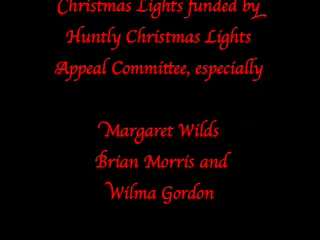 Christmas Lights funded by
Huntly Christmas Lights
Appeal Committee, especially
Margaret Wilds
Brian Morris and
Wilma Gordon